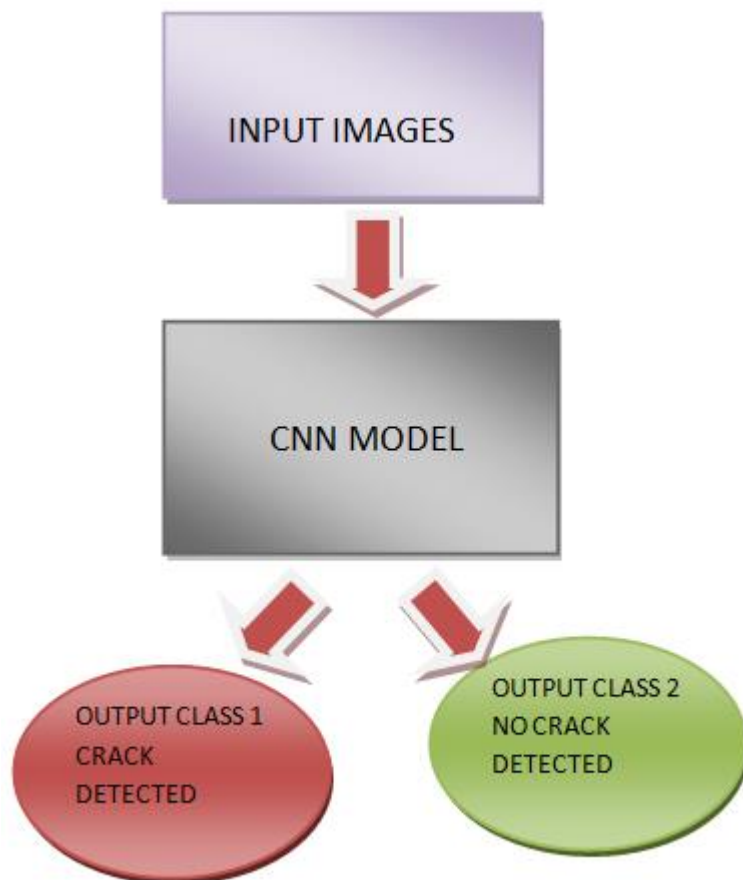 INPUT IMAGES
CNN MODEL
OUTPUT CLASS 1
CRACK
DETECTED
OUTPUT CLASS 2
NO CRACK
DETECTED